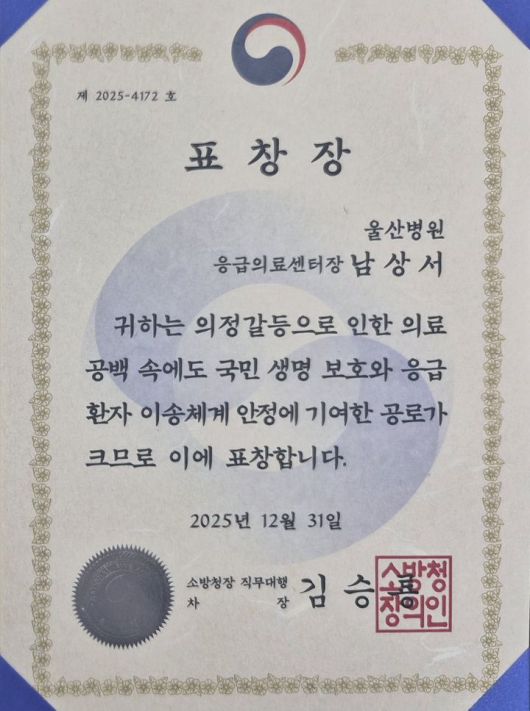 제 2025-4172 호
표창장
울산병원
응급의료센터장 남상서
귀하는 의정갈등으로 인한 의료
공백 속에도 국민 생명 보호와 응급
환자 이송체계 안정에 기여한 공로가
크므로 이에 표창합니다.
2025년 12월 31일
소방청장 직무대행
차 장 김승룡
소방청
장의인